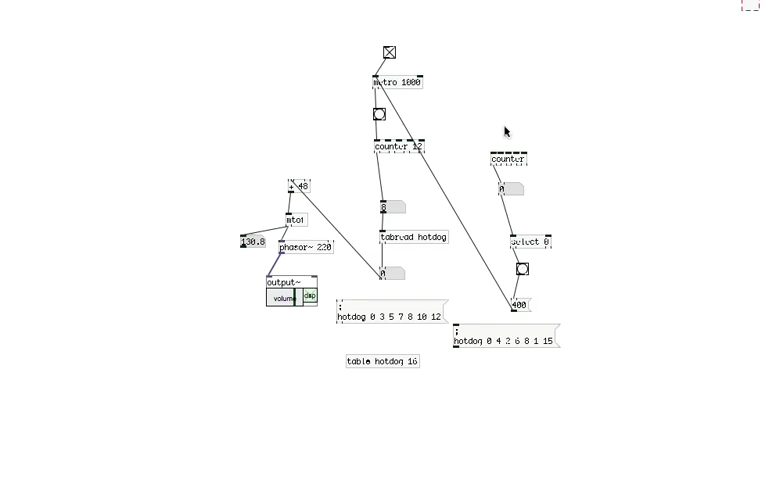 metro 1000
counter 12
counter
+ 48
0
8
mtof
tabread hotdog
130.8
phasor~ 220
select 8
0
output~
volume
dsp
400
;
hotdog 0 3 5 7 8 10 12
;
hotdog 0 4 2 6 8 1 15
table hotdog 16